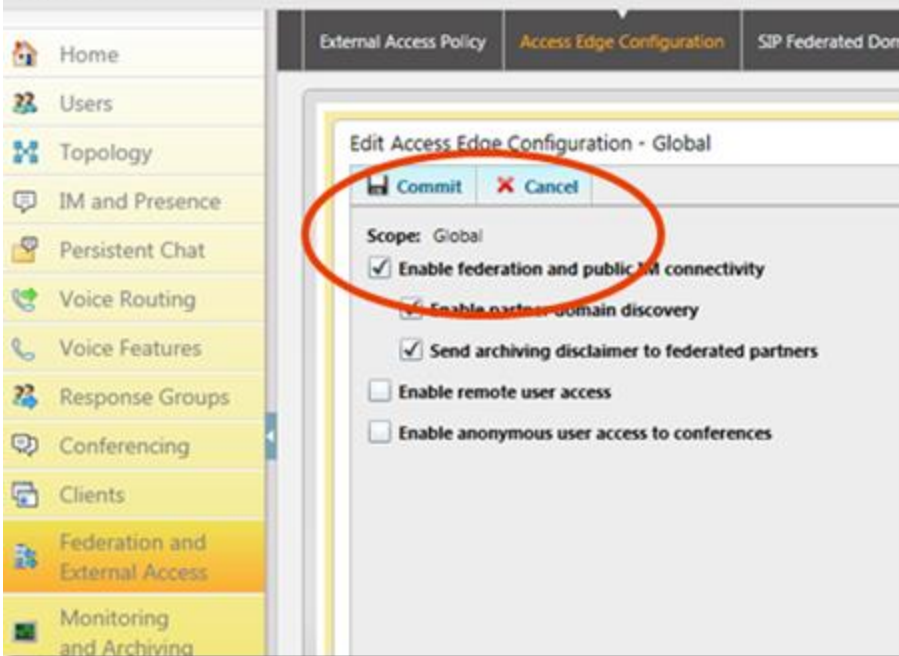 Home
Users
Topology
IM and Presence
Persistent Chat
Voice Routing
Voice Features
Response Groups
Conferencing
Clients
Federation and
External Access
Monitoring
and Archiving
External Access Policy
Access Edge Configuration
SIP Federated Dom
Edit Access Edge Configuration - Global
Commit
Cancel
Scope: Global
Enable federation and public IM connectivity
Enable partner domain discovery
Send archiving disclaimer to federated partners
Enable remote user access
Enable anonymous user access to conferences